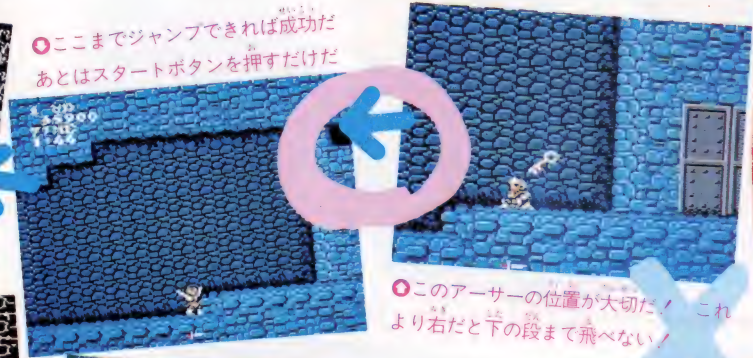 ⬇ここまでジャンプできれば成功だ
あとはスタートボタンを押すだけだ
⬆このアーサーの位置が大切だ！ これ
より右だと下の段まで飛べない！